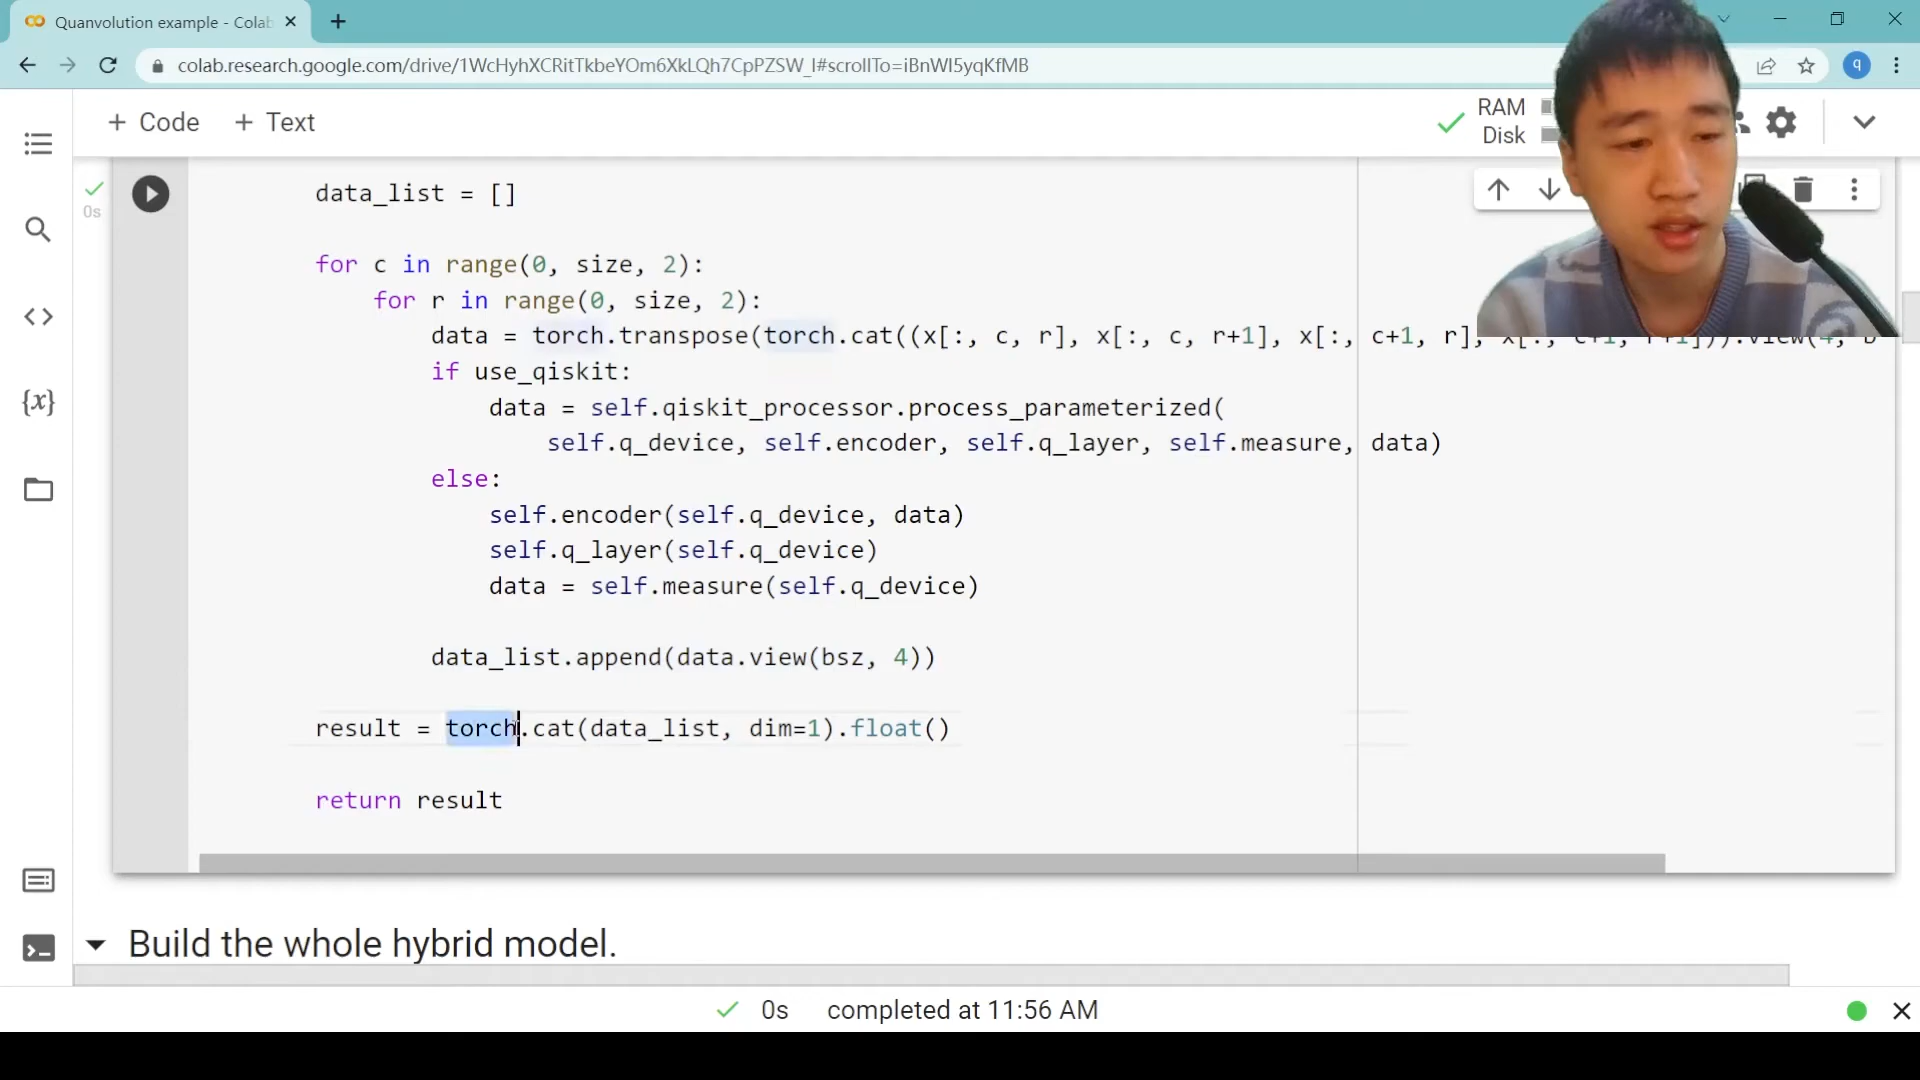 Quanvolution example - Colab
colab.research.google.com/drive/1WcHyhXCRitTkbeYOm6XkLQh7CpPZSW_I#scrollTo=iBnWI5yqKfMB
q
+ Code + Text
RAM
Disk
0s
data_list = []
for c in range(0, size, 2):
for r in range(0, size, 2):
data = torch.transpose(torch.cat((x[:, c, r], x[:, c, r+1], x[:, c+1, r], x[:, c+1, r+1])).view(4, b
if use_qiskit:
data = self.qiskit_processor.process_parameterized(
self.q_device, self.encoder, self.q_layer, self.measure, data)
else:
self.encoder(self.q_device, data)
self.q_layer(self.q_device)
data = self.measure(self.q_device)
data_list.append(data.view(bsz, 4))
result = torch.cat(data_list, dim=1).float()
return result
{x}
Build the whole hybrid model.
0s completed at 11:56 AM